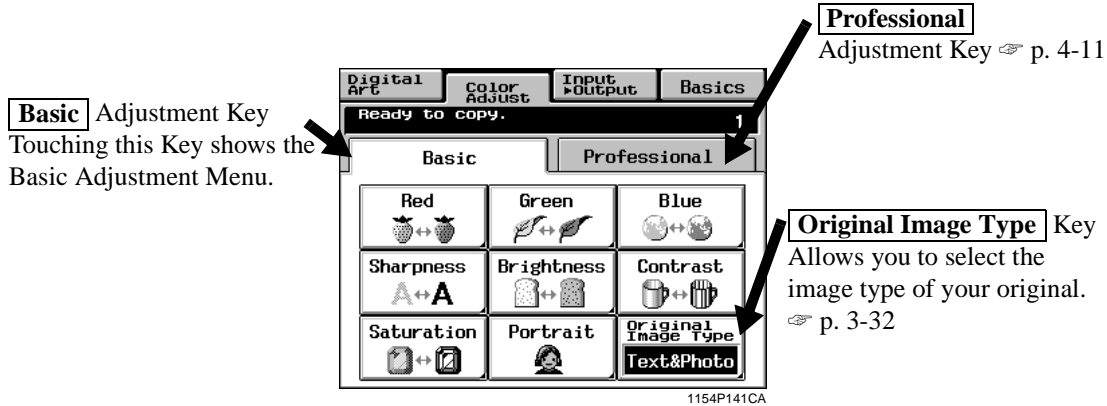 Professional
Adjustment Key ☞ p. 4-11
Basic Adjustment Key
Touching this Key shows the
Basic Adjustment Menu.
Digital
Art
Color
Adjust
Input
▸Output
Basics
Ready to copy.
1
Basic
Professional
Red
Green
Blue
Sharpness
Brightness
Contrast
A↔A
Saturation
Portrait
Original
Image Type
Text&Photo
Original Image Type Key
Allows you to select the
image type of your original.
☞ p. 3-32
1154P141CA